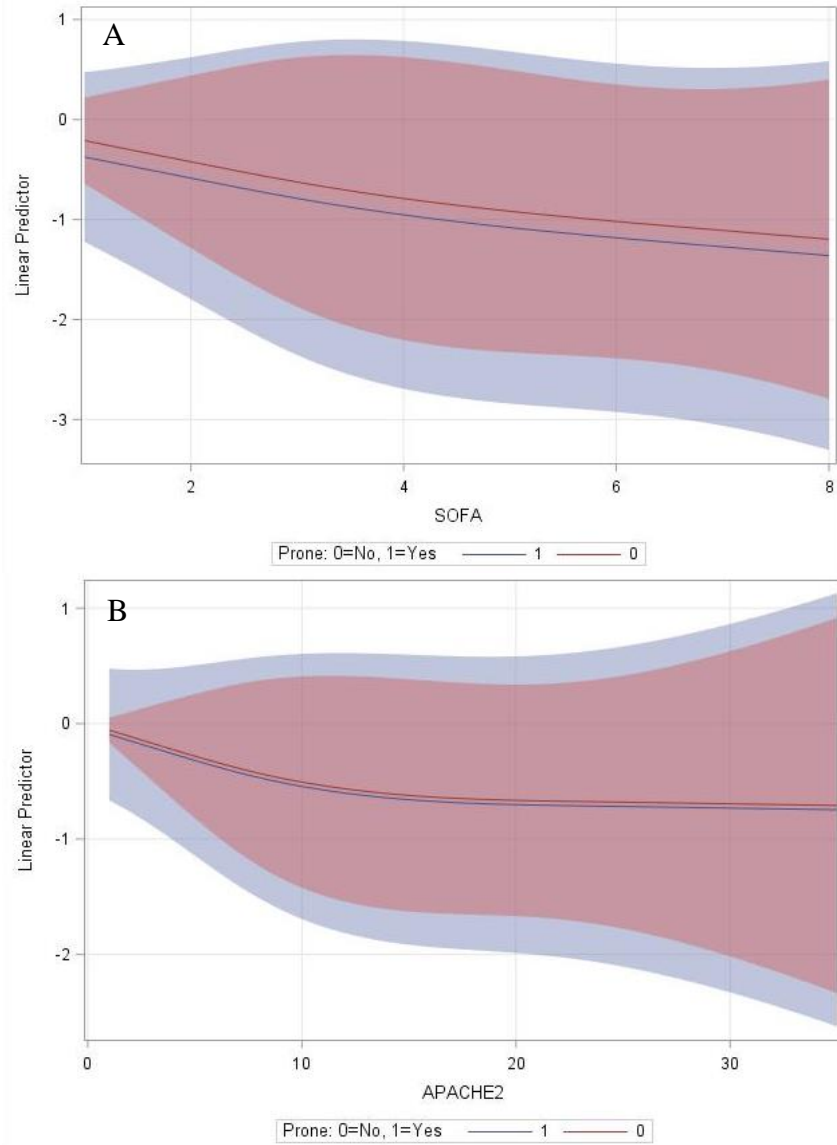 A
1
0
-1
-2
-3
Linear Predictor
2 4 6 8
SOFA
Prone: 0=No, 1=Yes 1 0
B
1
0
-1
-2
Linear Predictor
0 10 20 30
APACHE2
Prone: 0=No, 1=Yes 1 0